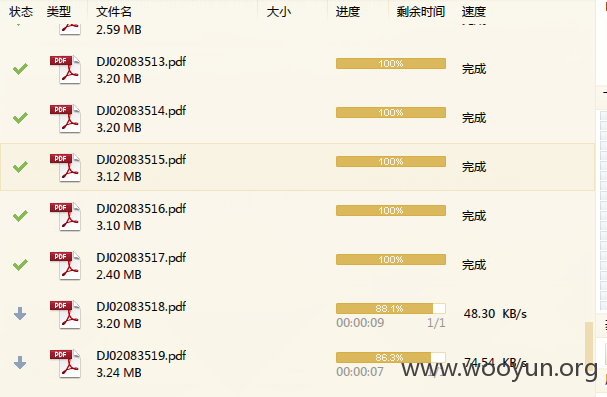 状态 类型 文件名 大小 进度 剩余时间 速度
PDF 2.59 MB
PDF DJ02083513.pdf 100% 完成
3.20 MB
PDF DJ02083514.pdf 100% 完成
3.20 MB
PDF DJ02083515.pdf 100% 完成
3.12 MB
PDF DJ02083516.pdf 100% 完成
3.10 MB
PDF DJ02083517.pdf 100% 完成
2.40 MB
PDF DJ02083518.pdf 88.1% 48.30 KB/s
3.20 MB 00:00:09 1/1
PDF DJ02083519.pdf 86.3% 74.54 KB/s
3.24 MB 00:00:07 1/1
www.wooyun.org